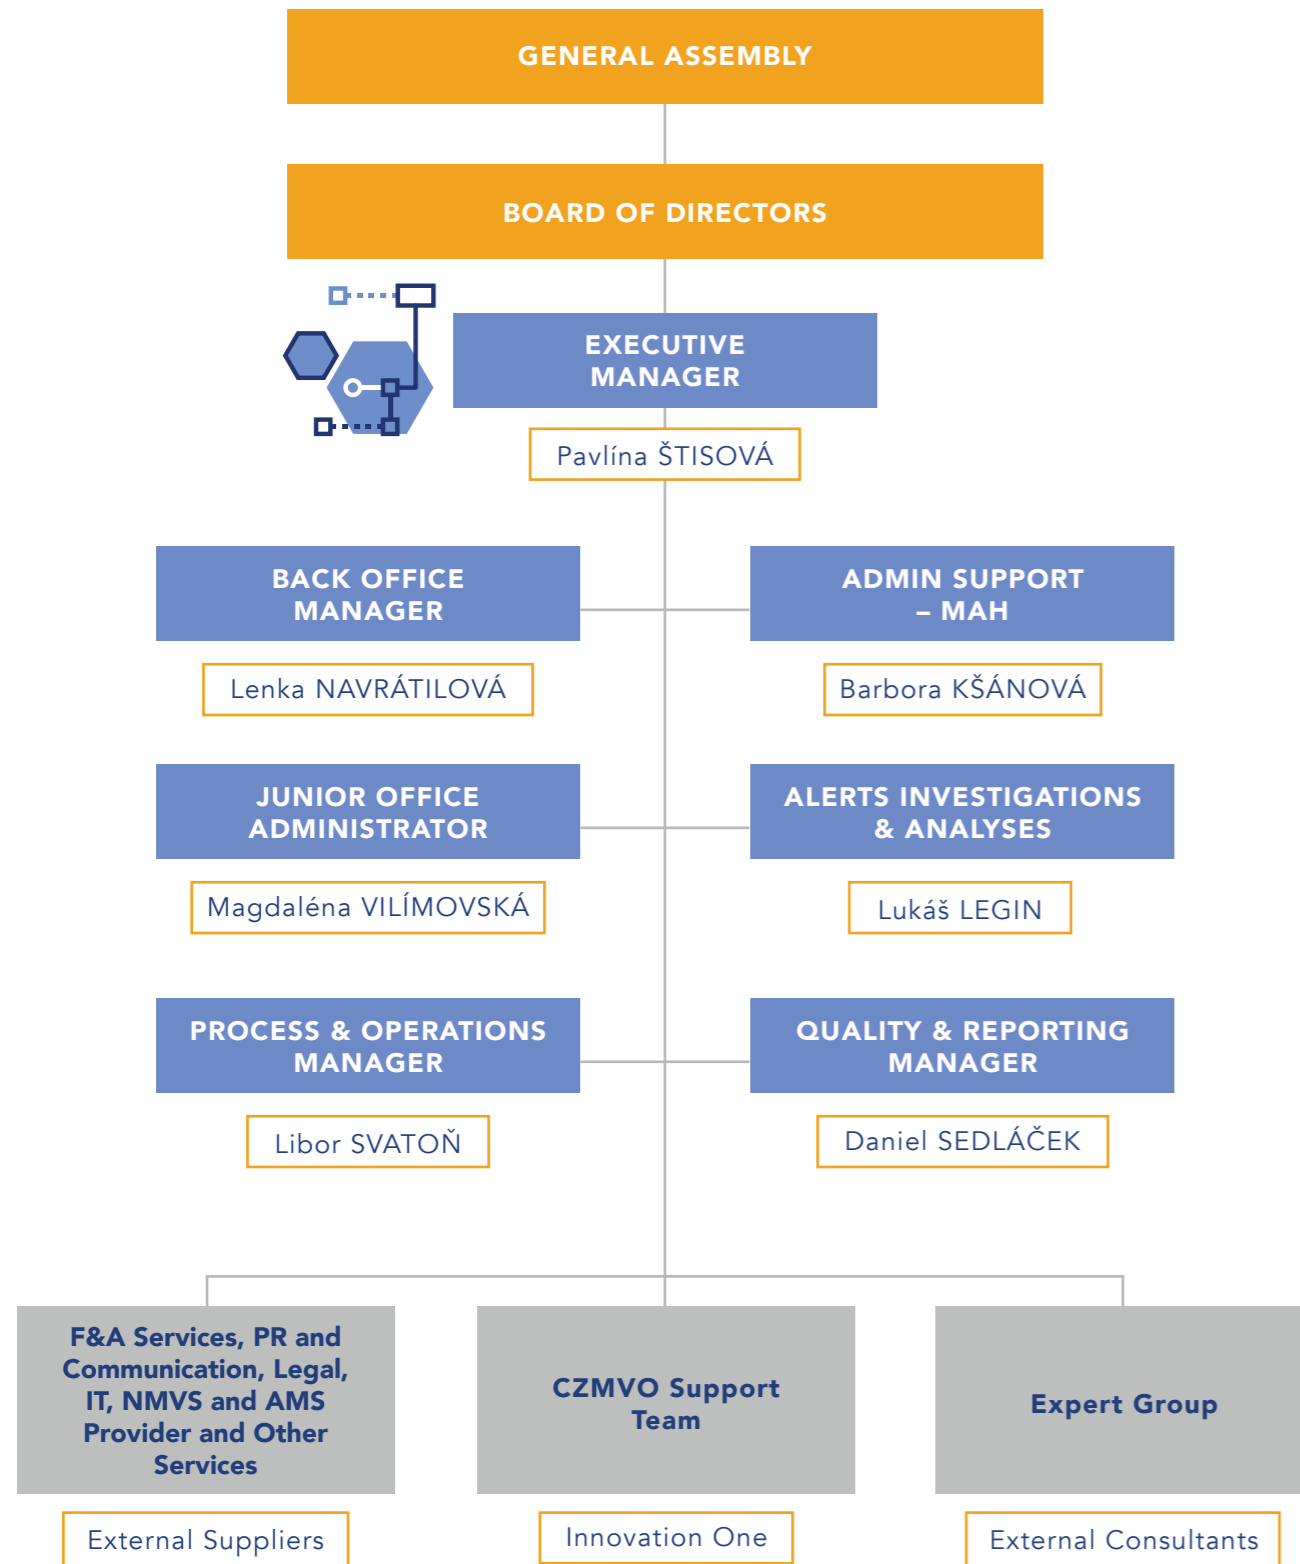 GENERAL ASSEMBLY
BOARD OF DIRECTORS
EXECUTIVE
MANAGER
Pavlína ŠTISOVÁ
BACK OFFICE
MANAGER
Lenka NAVRÁTILOVÁ
ADMIN SUPPORT
– MAH
Barbora KŠÁNOVÁ
JUNIOR OFFICE
ADMINISTRATOR
Magdaléna VILÍMOVSKÁ
ALERTS INVESTIGATIONS
& ANALYSES
Lukáš LEGIN
PROCESS & OPERATIONS
MANAGER
Libor SVATOŇ
QUALITY & REPORTING
MANAGER
Daniel SEDLÁČEK
F&A Services, PR and
Communication, Legal,
IT, NMVS and AMS
Provider and Other
Services
External Suppliers
CZMVO Support
Team
Innovation One
Expert Group
External Consultants